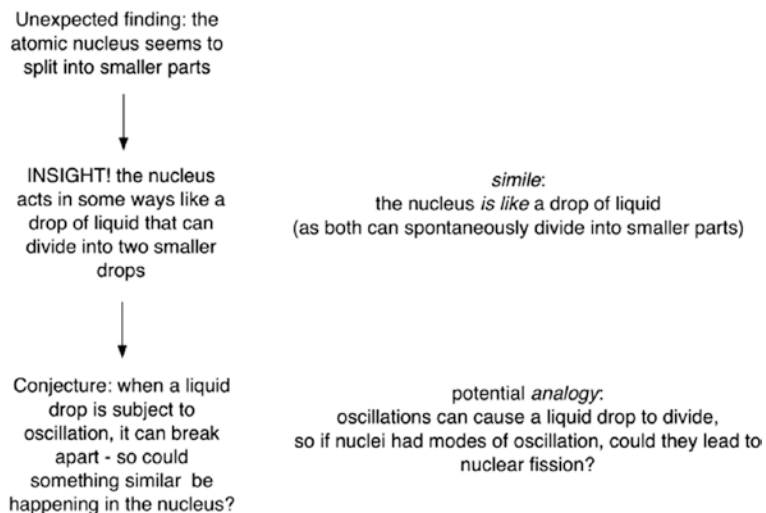 Unexpected finding: the
atomic nucleus seems to
split into smaller parts
INSIGHT! the nucleus
acts in some ways like a
drop of liquid that can
divide into two smaller
drops
simile:
the nucleus is like a drop of liquid
(as both can spontaneously divide into smaller parts)
Conjecture: when a liquid
drop is subject to
oscillation, it can break
apart - so could
something similar be
happening in the nucleus?
potential analogy:
oscillations can cause a liquid drop to divide,
so if nuclei had modes of oscillation, could they lead to
nuclear fission?